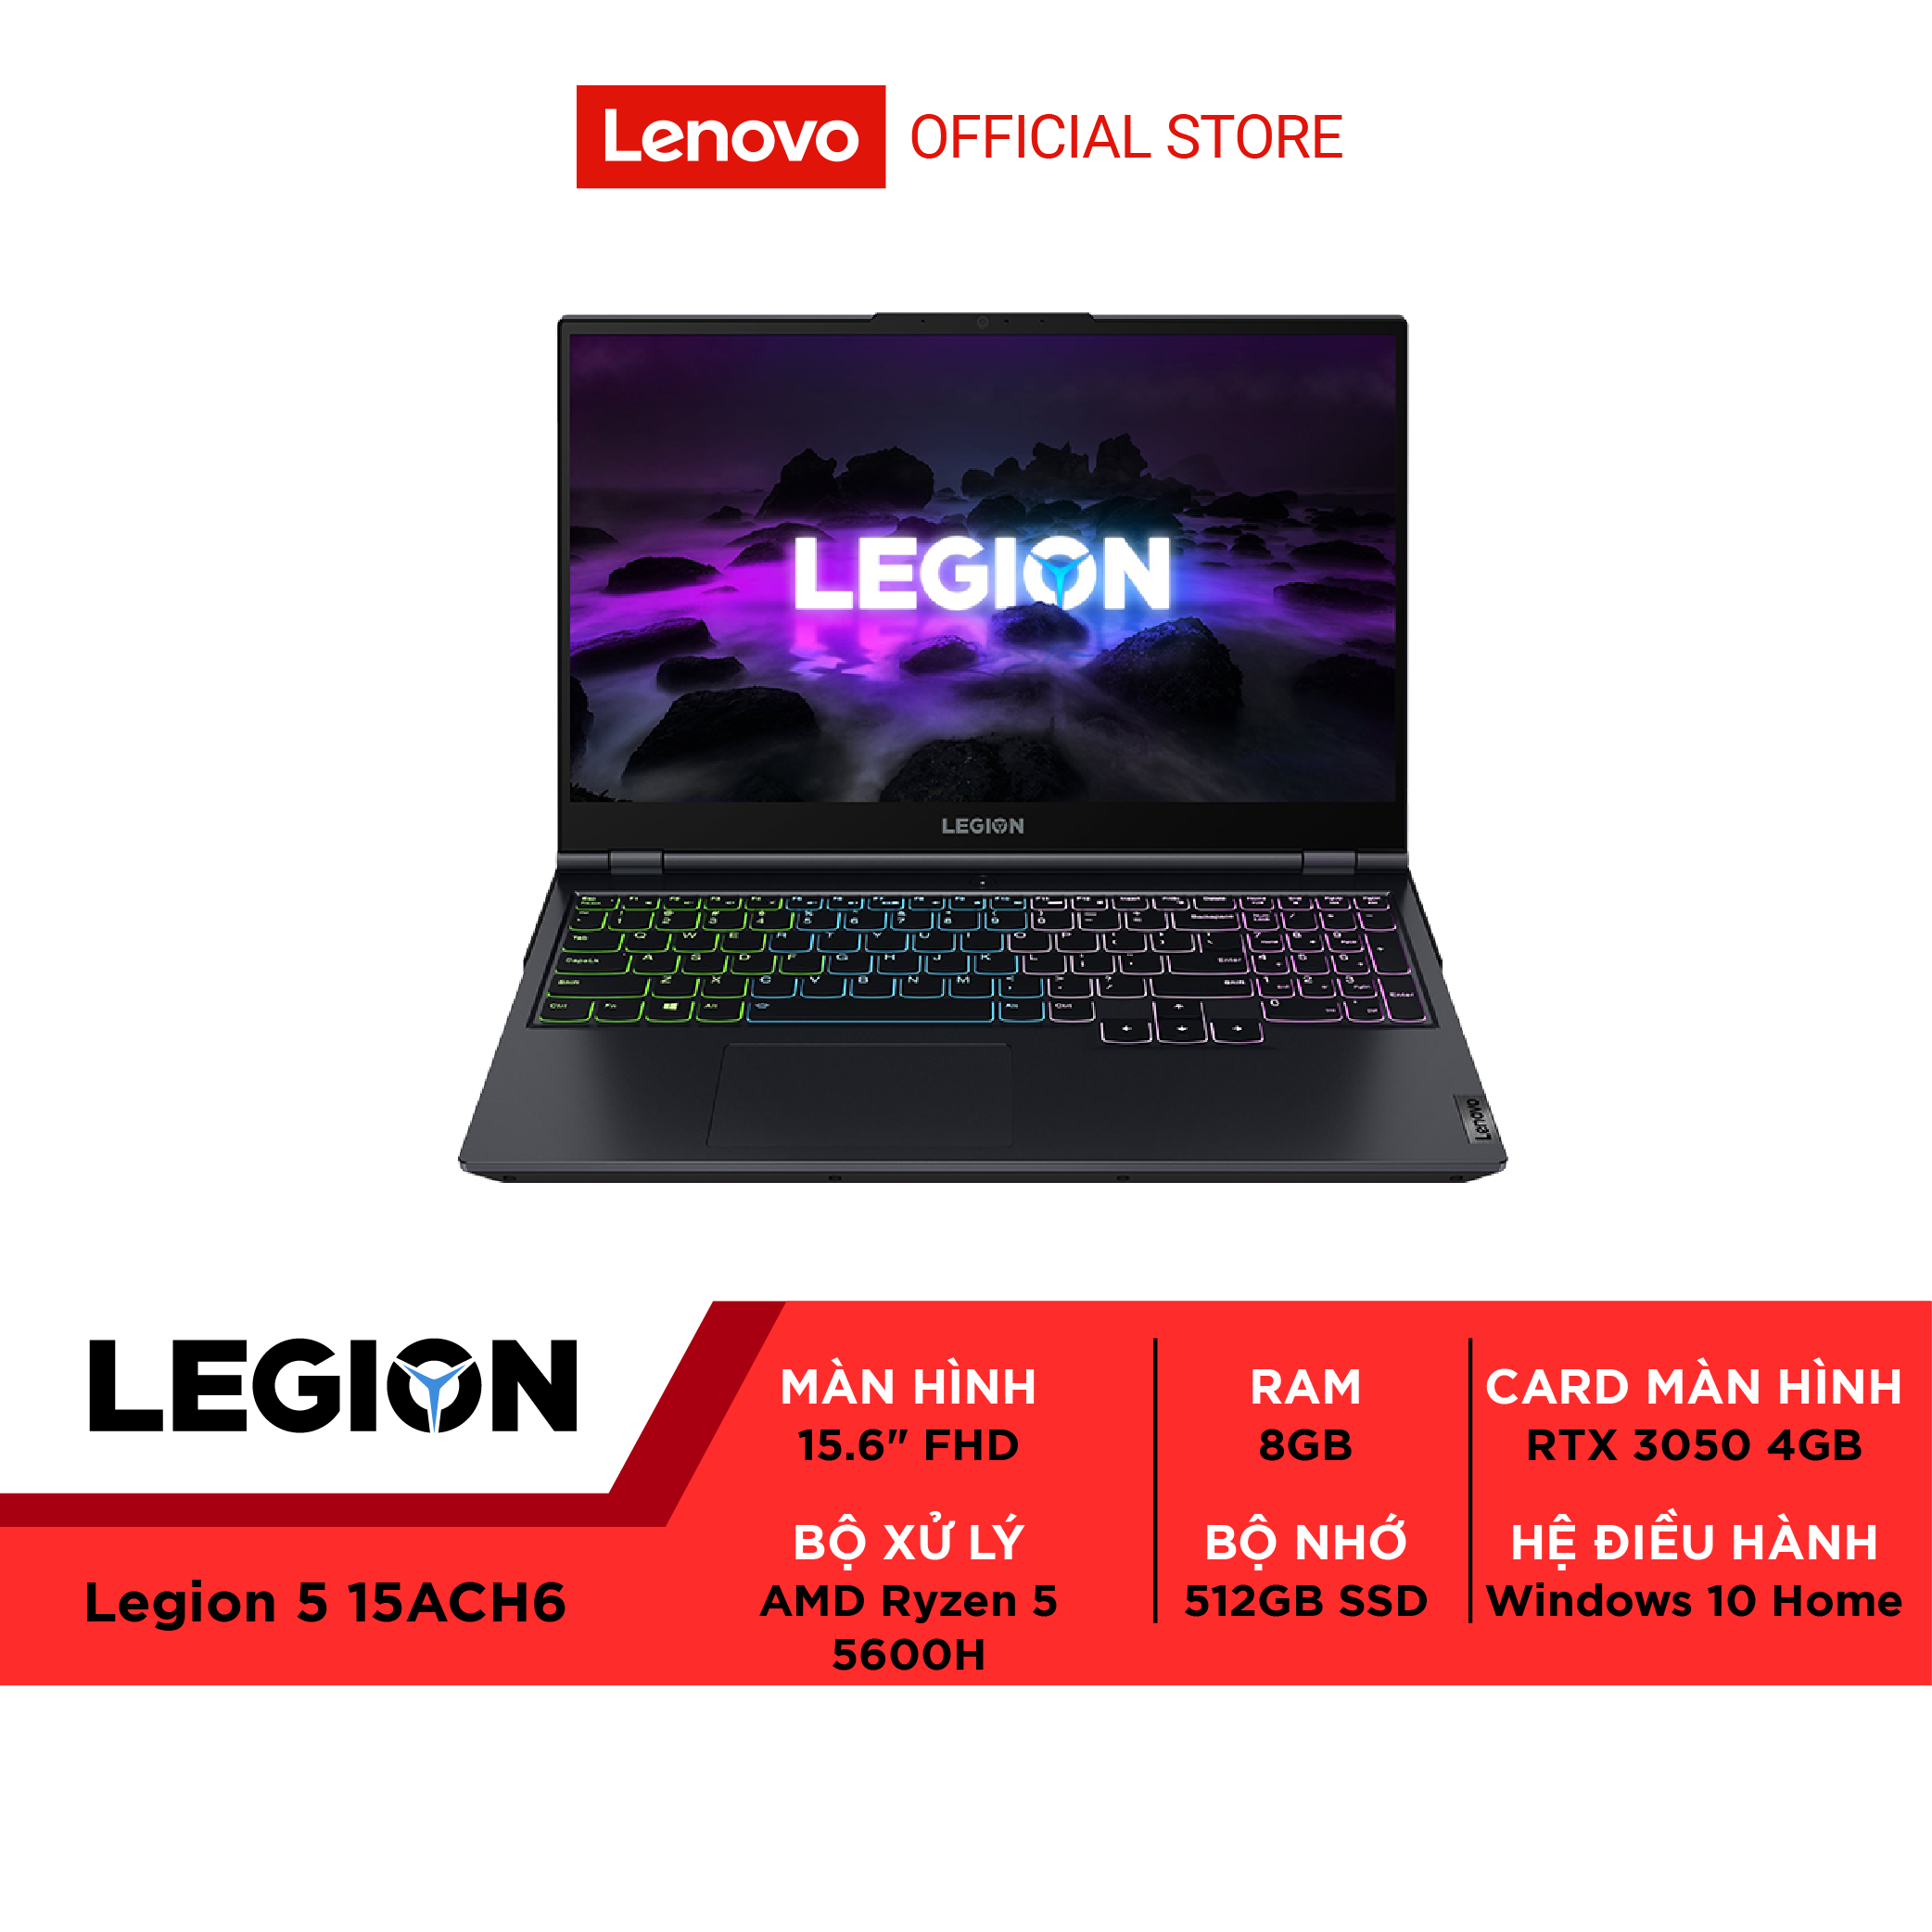 Lenovo OFFICIAL STORE
LEGION
LEGION
Lenovo
LEGION
Legion 5 15ACH6
MÀN HÌNH
15.6" FHD
BỘ XỬ LÝ
AMD Ryzen 5
5600H
RAM
8GB
BỘ NHỚ
512GB SSD
CARD MÀN HÌNH
RTX 3050 4GB
HỆ ĐIỀU HÀNH
Windows 10 Home